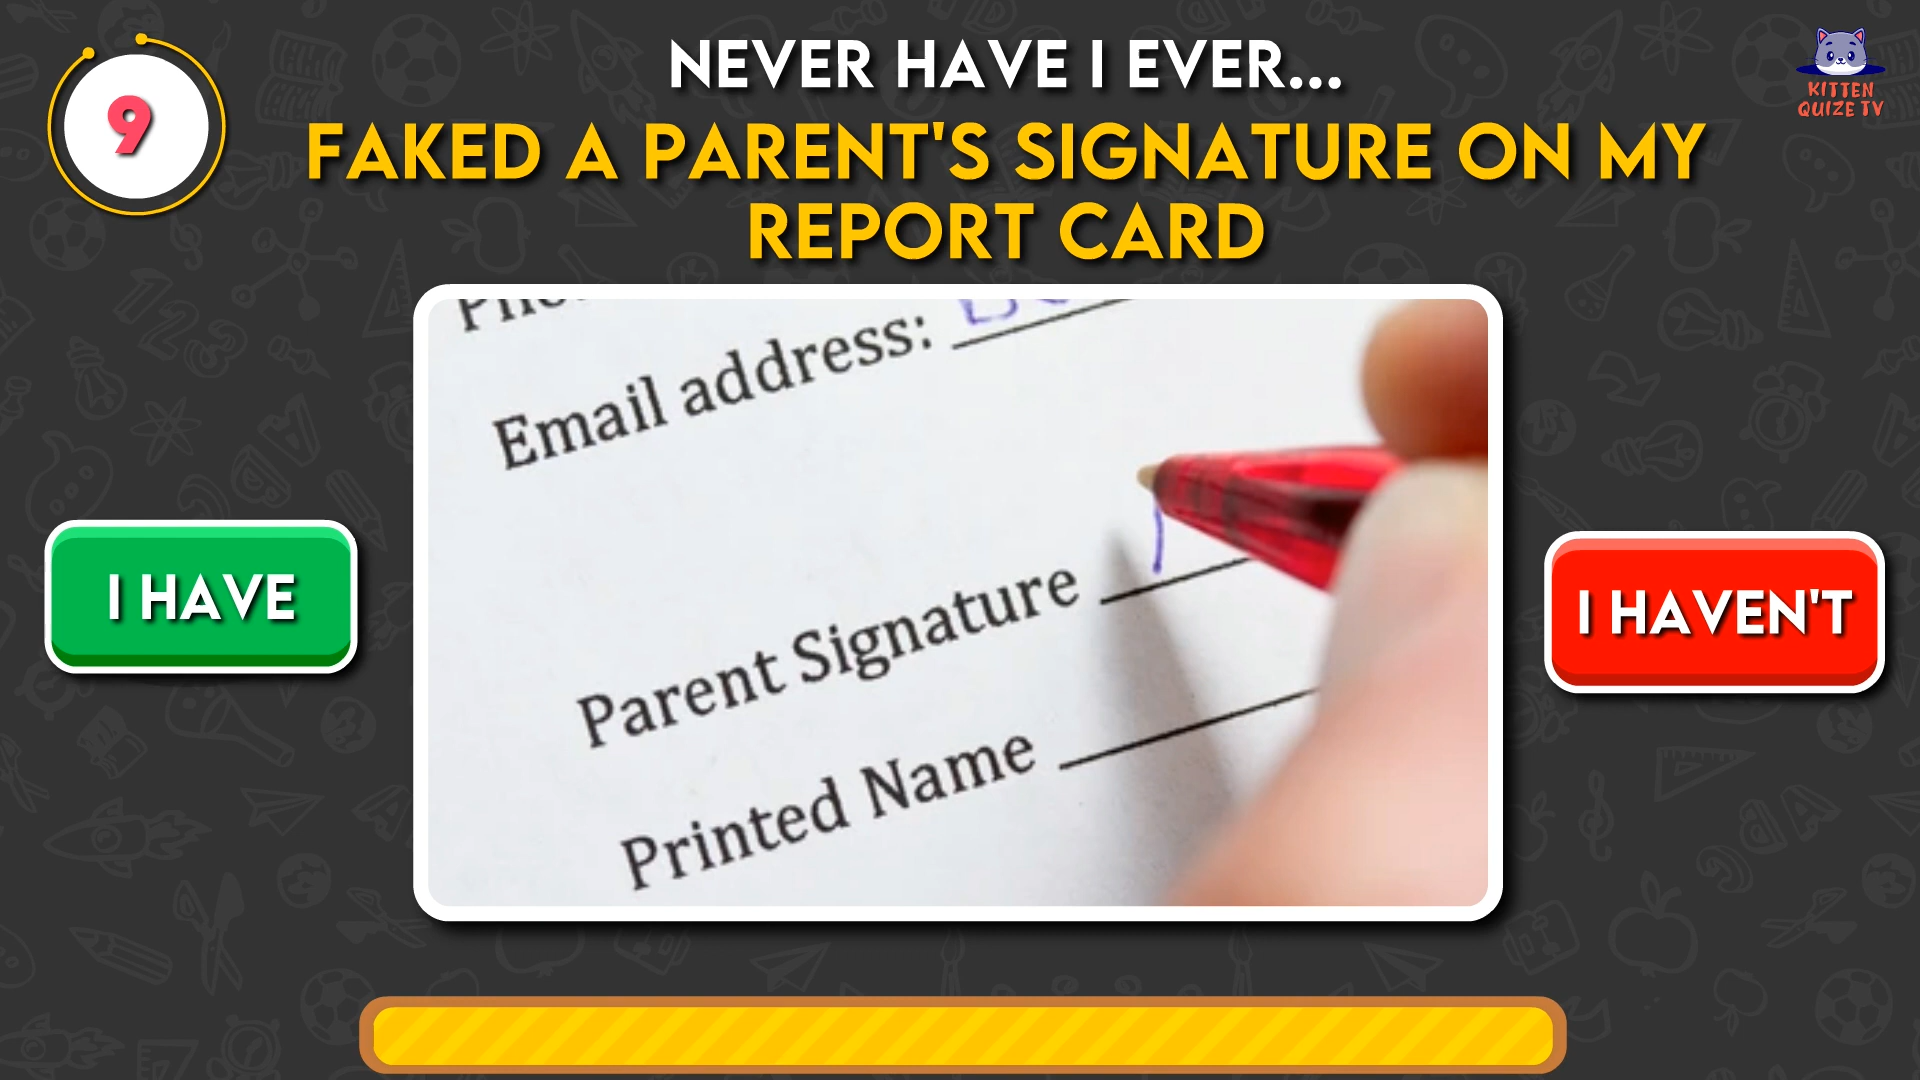 9
NEVER HAVE I EVER...
FAKED A PARENT'S SIGNATURE ON MY
REPORT CARD
KITTEN
QUIZE TV
Email address:
I HAVE
I HAVEN'T
Parent Signature
Printed Name